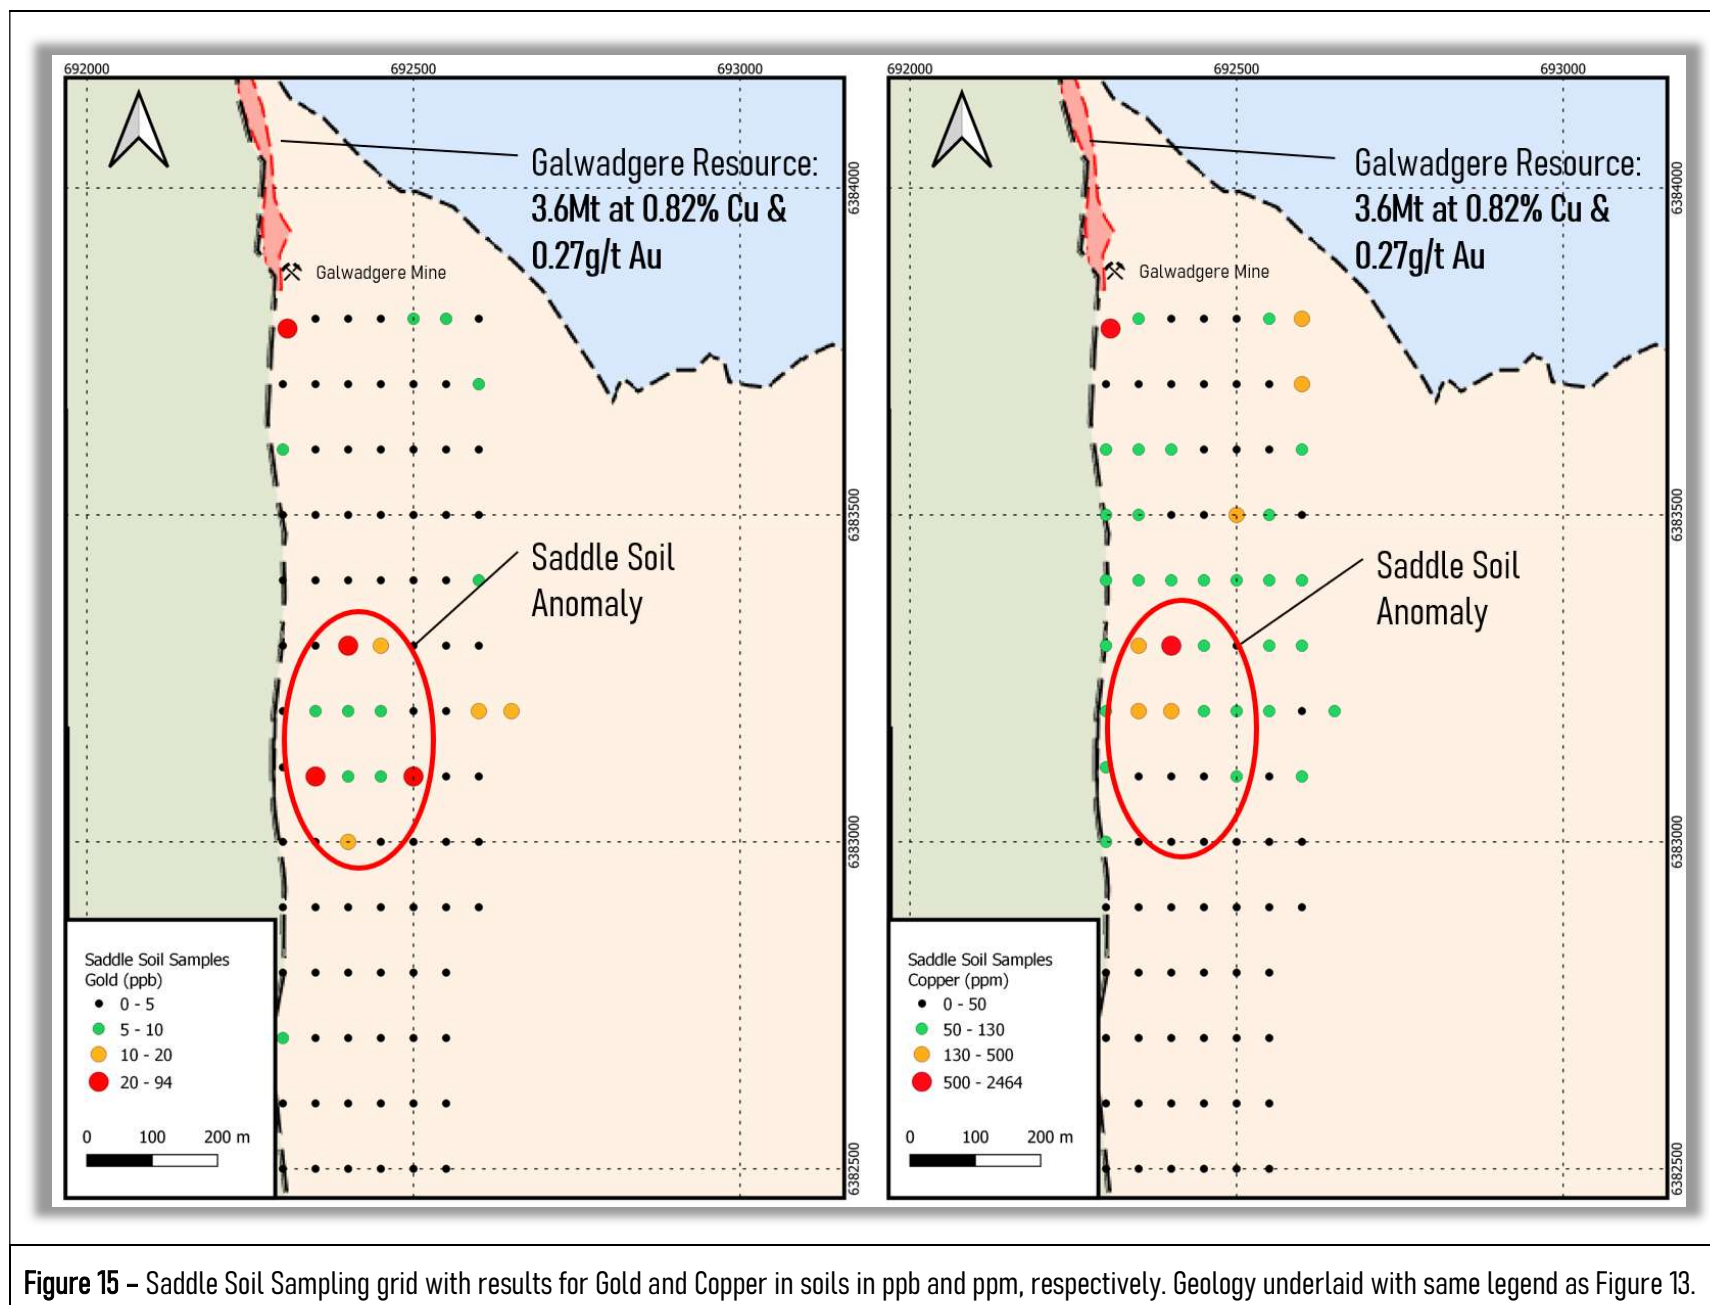 692000
692500
693000
Galwadgere Resource:
3.6Mt at 0.82% Cu &
0.27g/t Au
6384000
Galwadgere Mine
6383500
Saddle Soil
Anomaly
6383000
Saddle Soil Samples
Gold (ppb)
0 - 5
5 - 10
10 - 20
20 - 94
0 100 200 m
6382500
692000
692500
693000
Galwadgere Resource:
3.6Mt at 0.82% Cu &
0.27g/t Au
6384000
Galwadgere Mine
6383500
Saddle Soil
Anomaly
6383000
Saddle Soil Samples
Copper (ppm)
0 - 50
50 - 130
130 - 500
500 - 2464
0 100 200 m
6382500
Figure 15 – Saddle Soil Sampling grid with results for Gold and Copper in soils in ppb and ppm, respectively. Geology underlaid with same legend as Figure 13.